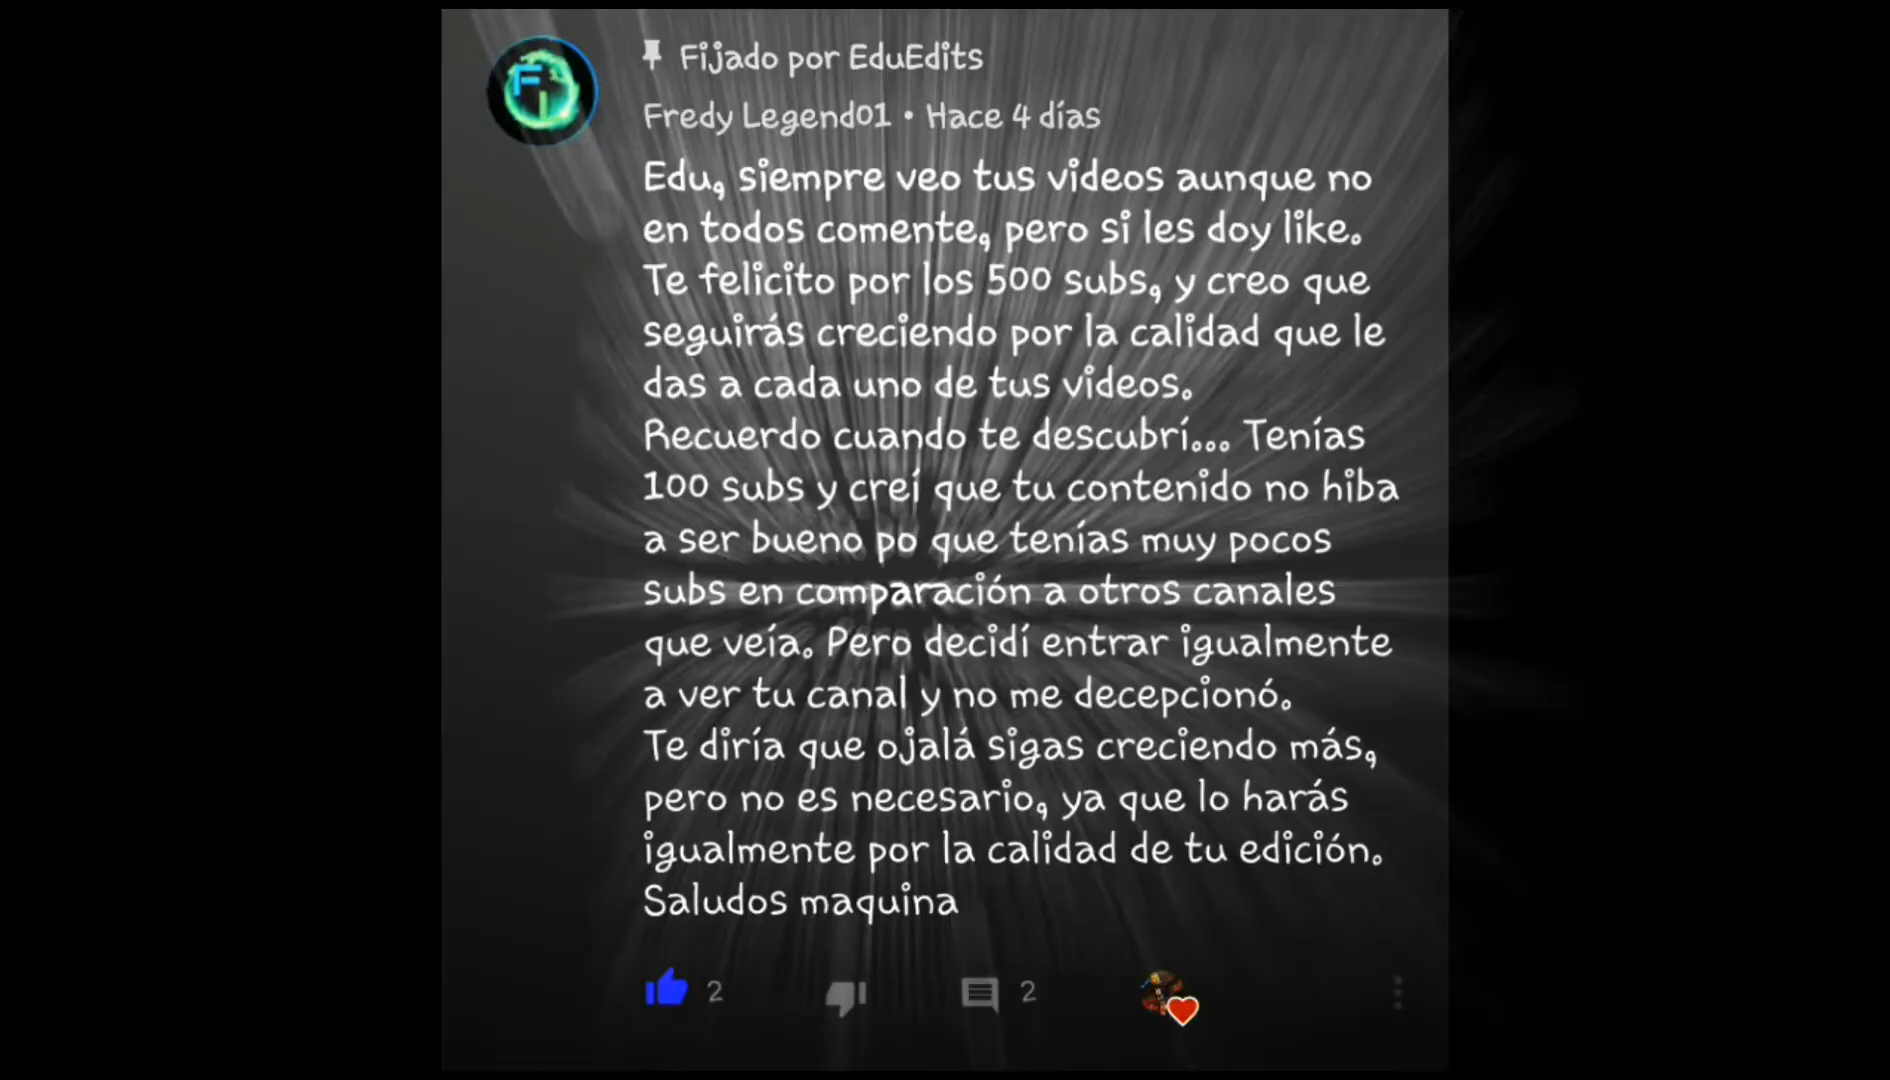 Fijado por EduEdits
Fredy Legend01 • Hace 4 días
Edu, siempre veo tus videos aunque no
en todos comente, pero si les doy like.
Te felicito por los 500 subs, y creo que
seguirás creciendo por la calidad que le
das a cada uno de tus videos.
Recuerdo cuando te descubrí... Tenías
100 subs y creí que tu contenido no hiba
a ser bueno po que tenías muy pocos
subs en comparación a otros canales
que veía. Pero decidí entrar igualmente
a ver tu canal y no me decepcionó.
Te diría que ojalá sigas creciendo más,
pero no es necesario, ya que lo harás
igualmente por la calidad de tu edición.
Saludos maquina
2 2